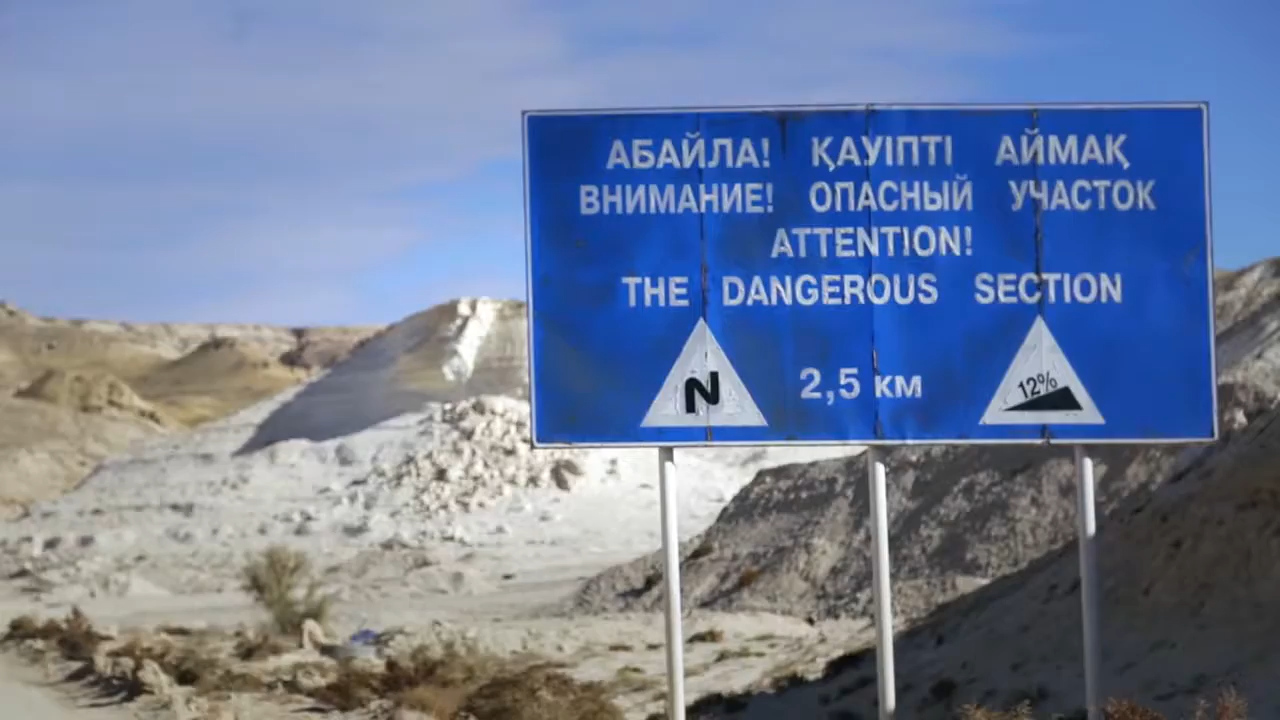 АБАЙЛА! ҚАУІПТІ АЙМАҚ
ВНИМАНИЕ! ОПАСНЫЙ УЧАСТОК
ATTENTION!
THE DANGEROUS SECTION
2,5 км
12%